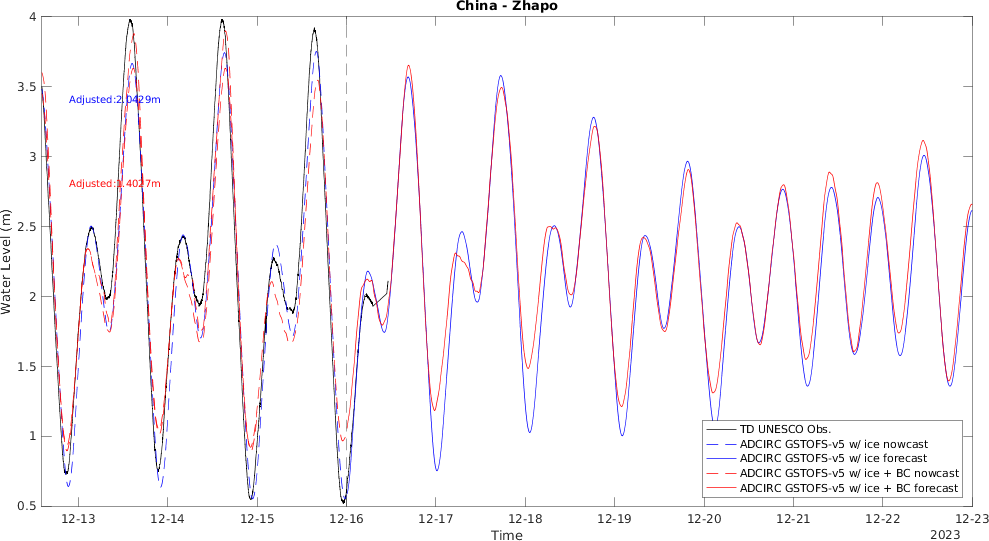 China - Zhapo
Water Level (m)
4
3.5
3
2.5
2
1.5
1
0.5
Adjusted:2.0429m
Adjusted:1.4027m
TD UNESCO Obs.
ADCIRC GSTOFS-v5 w/ ice nowcast
ADCIRC GSTOFS-v5 w/ ice forecast
ADCIRC GSTOFS-v5 w/ ice + BC nowcast
ADCIRC GSTOFS-v5 w/ ice + BC forecast
12-13 12-14 12-15 12-16 12-17 12-18 12-19 12-20 12-21 12-22 12-23
Time
2023